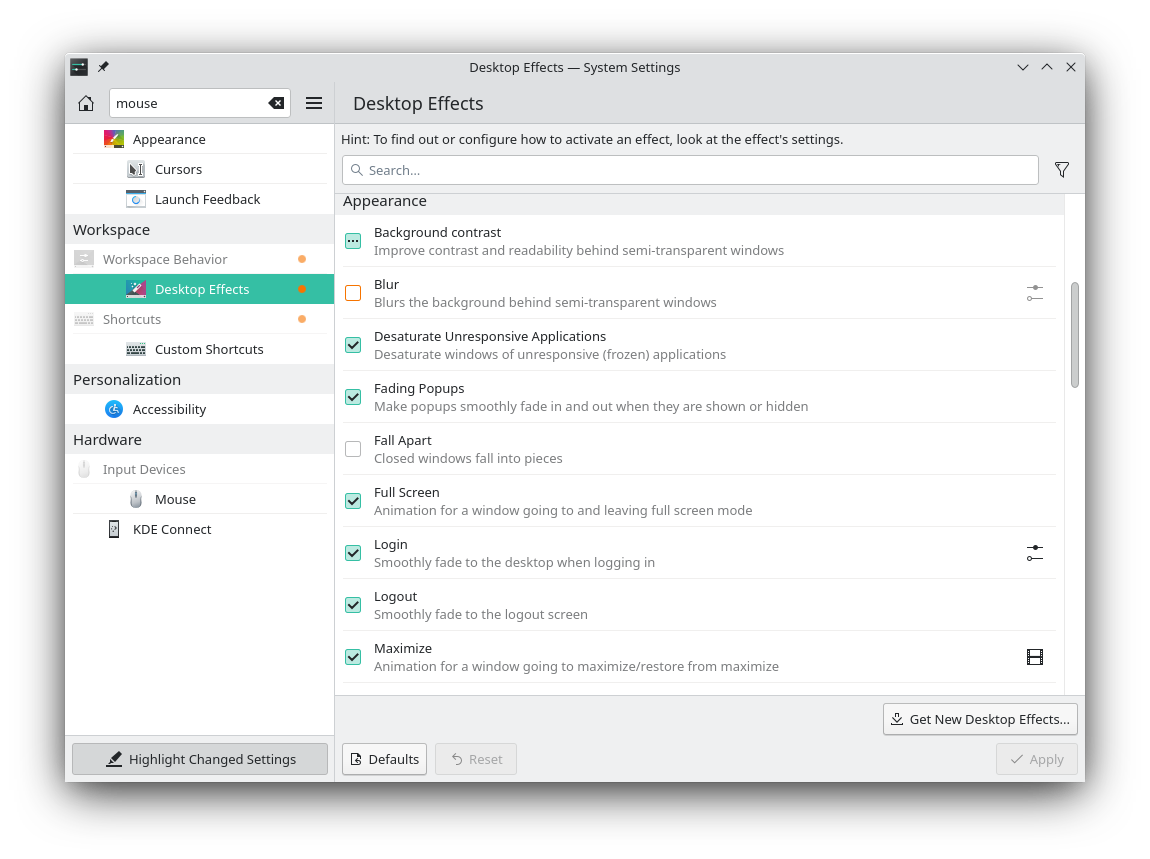 Desktop Effects — System Settings
mouse
Desktop Effects
Appearance
Cursors
Launch Feedback
Workspace
Workspace Behavior
Desktop Effects
Shortcuts
Custom Shortcuts
Personalization
Accessibility
Hardware
Input Devices
Mouse
KDE Connect
Highlight Changed Settings
Hint: To find out or configure how to activate an effect, look at the effect's settings.
Search...
Appearance
Background contrast
Improve contrast and readability behind semi-transparent windows
Blur
Blurs the background behind semi-transparent windows
Desaturate Unresponsive Applications
Desaturate windows of unresponsive (frozen) applications
Fading Popups
Make popups smoothly fade in and out when they are shown or hidden
Fall Apart
Closed windows fall into pieces
Full Screen
Animation for a window going to and leaving full screen mode
Login
Smoothly fade to the desktop when logging in
Logout
Smoothly fade to the logout screen
Maximize
Animation for a window going to maximize/restore from maximize
Get New Desktop Effects...
Defaults
Reset
Apply